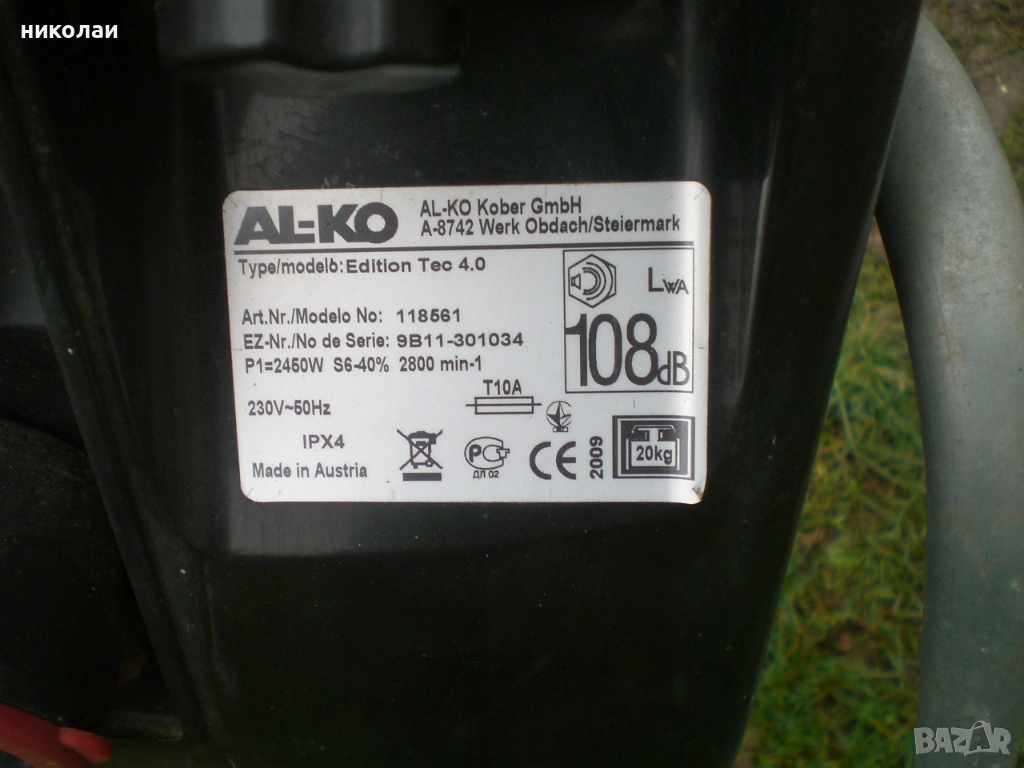 николаи
AL-KO
AL-KO Kober GmbH
A-8742 Werk Obdach/Steiermark
Type/modelo: Edition Tec 4.0
Art.Nr./Modelo No: 118561
EZ-Nr./No de Serie: 9B11-301034
P1=2450W S6-40% 2800 min-1
LWA
108dB
T10A
230V~50Hz
IPX4
Made in Austria
РСТ
ДЛ 02
CE
2009
20kg
BAZAR